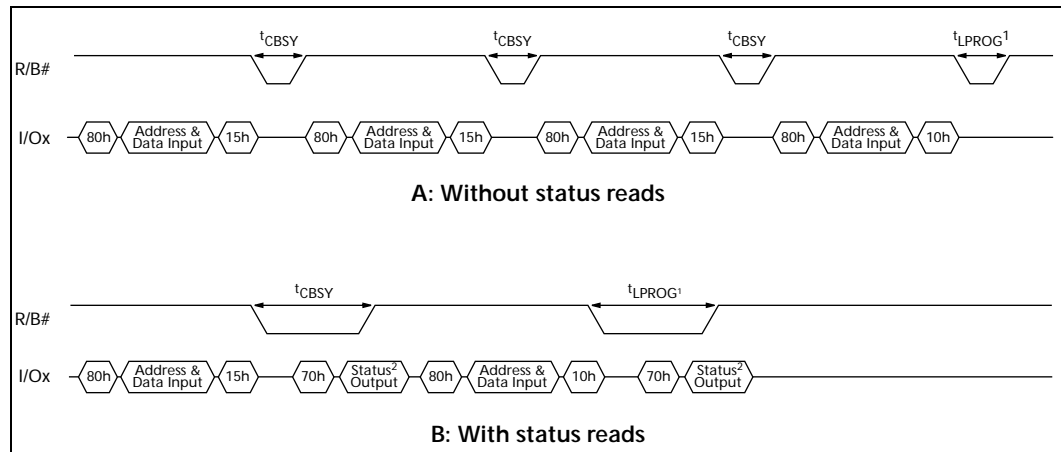 tCBSY tCBSY tCBSY tLPROG1
R/B#
I/Ox 80h Address & Data Input 15h 80h Address & Data Input 15h 80h Address & Data Input 15h 80h Address & Data Input 10h
A: Without status reads
tCBSY tLPROG1
R/B#
I/Ox 80h Address & Data Input 15h 70h Status2 Output 80h Address & Data Input 10h 70h Status2 Output
B: With status reads